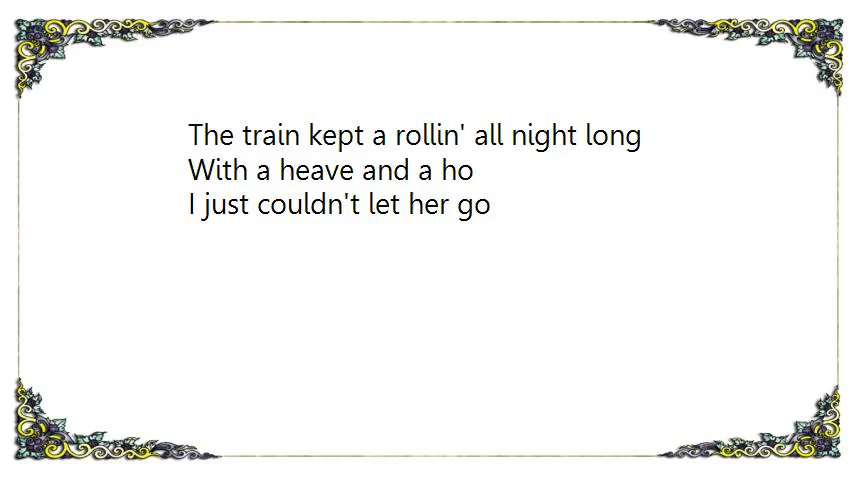 The train kept a rollin' all night long
With a heave and a ho
I just couldn't let her go